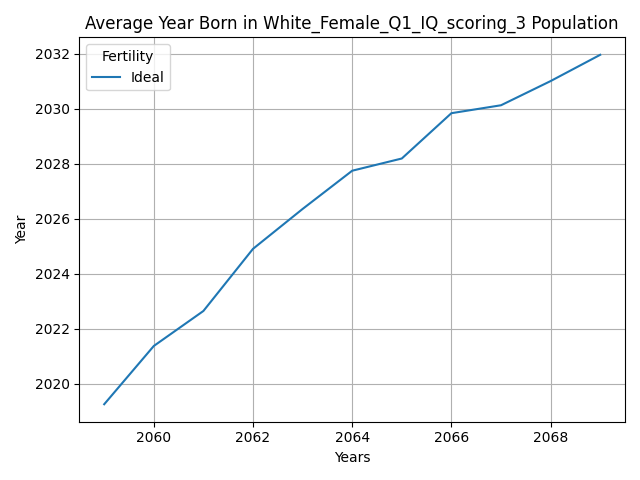 Average Year Born in White_Female_Q1_IQ_scoring_3 Population
Fertility
Ideal
2032
2030
2028
2026
2024
2022
2020
Year
2060 2062 2064 2066 2068
Years